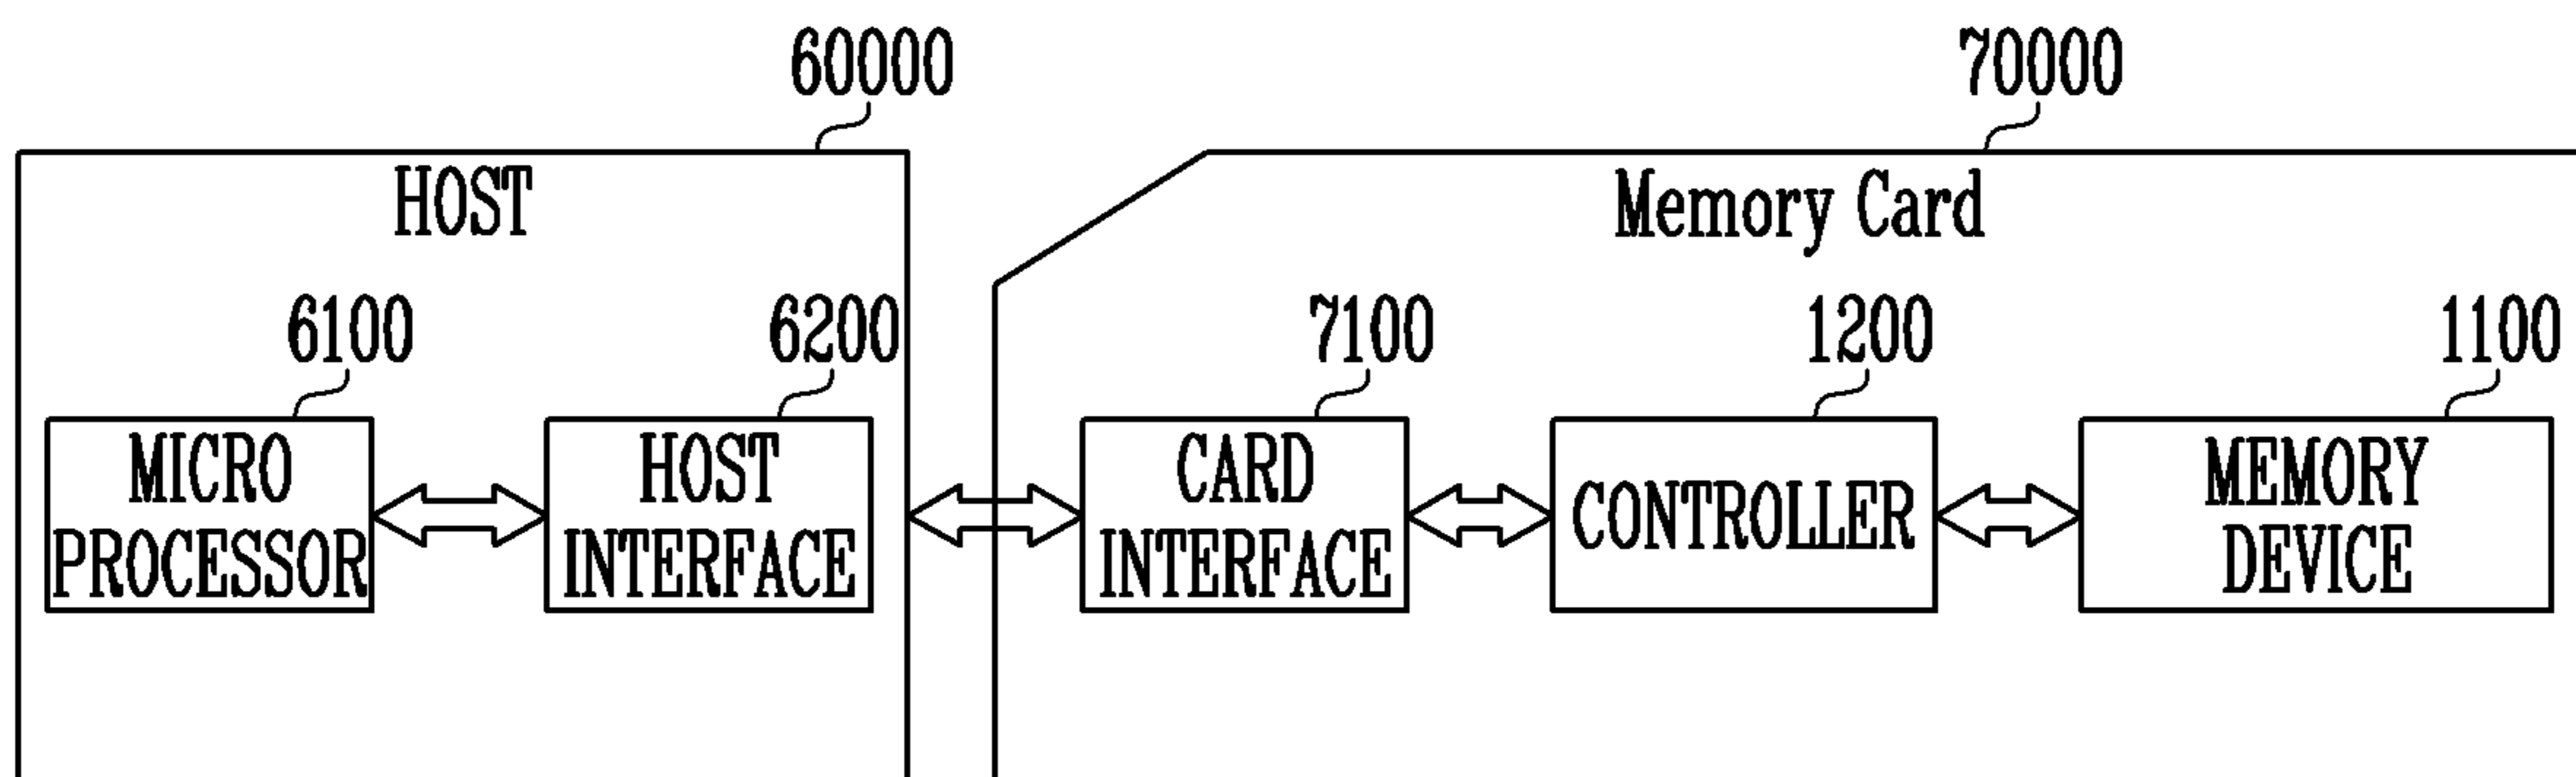 60000
70000
HOST
Memory Card
6100
6200
7100
1200
1100
MICRO
PROCESSOR
HOST
INTERFACE
CARD
INTERFACE
CONTROLLER
MEMORY
DEVICE